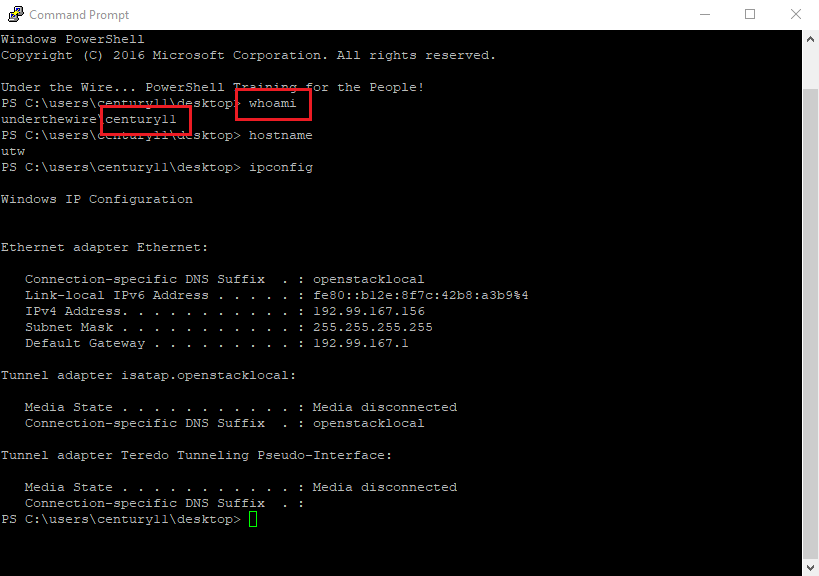 Command Prompt
Windows PowerShell
Copyright (C) 2016 Microsoft Corporation. All rights reserved.
Under the Wire... PowerShell Training for the People!
PS C:\users\century11\desktop> whoami
underthewire\century11
PS C:\users\century11\desktop> hostname
utw
PS C:\users\century11\desktop> ipconfig
Windows IP Configuration
Ethernet adapter Ethernet:
Connection-specific DNS Suffix  . : openstacklocal
Link-local IPv6 Address . . . . . : fe80::b12e:8f7c:42b8:a3b9%4
IPv4 Address. . . . . . . . . . . : 192.99.167.156
Subnet Mask . . . . . . . . . . . : 255.255.255.255
Default Gateway . . . . . . . . . : 192.99.167.1
Tunnel adapter isatap.openstacklocal:
Media State . . . . . . . . . . . : Media disconnected
Connection-specific DNS Suffix  . : openstacklocal
Tunnel adapter Teredo Tunneling Pseudo-Interface:
Media State . . . . . . . . . . . : Media disconnected
Connection-specific DNS Suffix  . :
PS C:\users\century11\desktop>